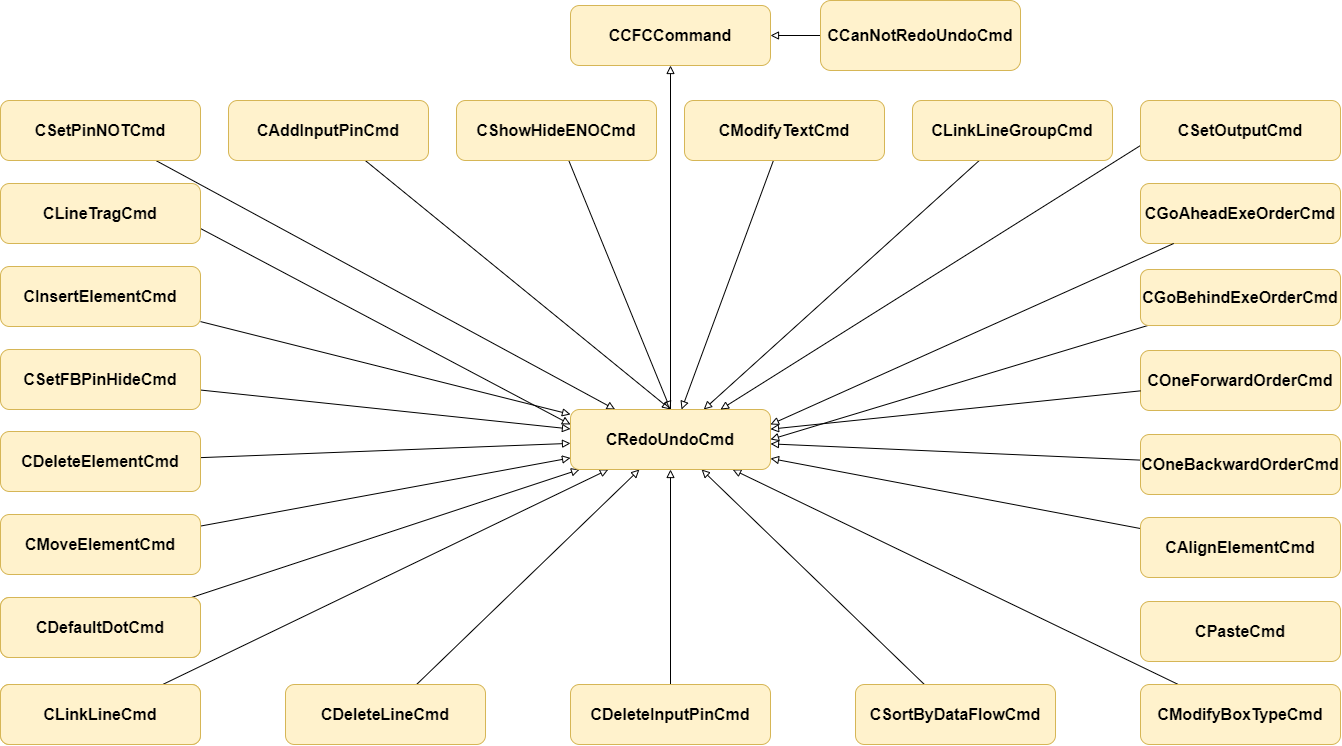 CCFCCommand
CCanNotRedoUndoCmd
CSetPinNOTCmd
CAddInputPinCmd
CShowHideENOCmd
CModifyTextCmd
CLinkLineGroupCmd
CSetOutputCmd
CLineTragCmd
CGoAheadExeOrderCmd
CInsertElementCmd
CGoBehindExeOrderCmd
CSetFBPinHideCmd
COneForwardOrderCmd
CRedoUndoCmd
CDeleteElementCmd
COneBackwardOrderCmd
CMoveElementCmd
CAlignElementCmd
CDefaultDotCmd
CPasteCmd
CLinkLineCmd
CDeleteLineCmd
CDeleteInputPinCmd
CSortByDataFlowCmd
CModifyBoxTypeCmd